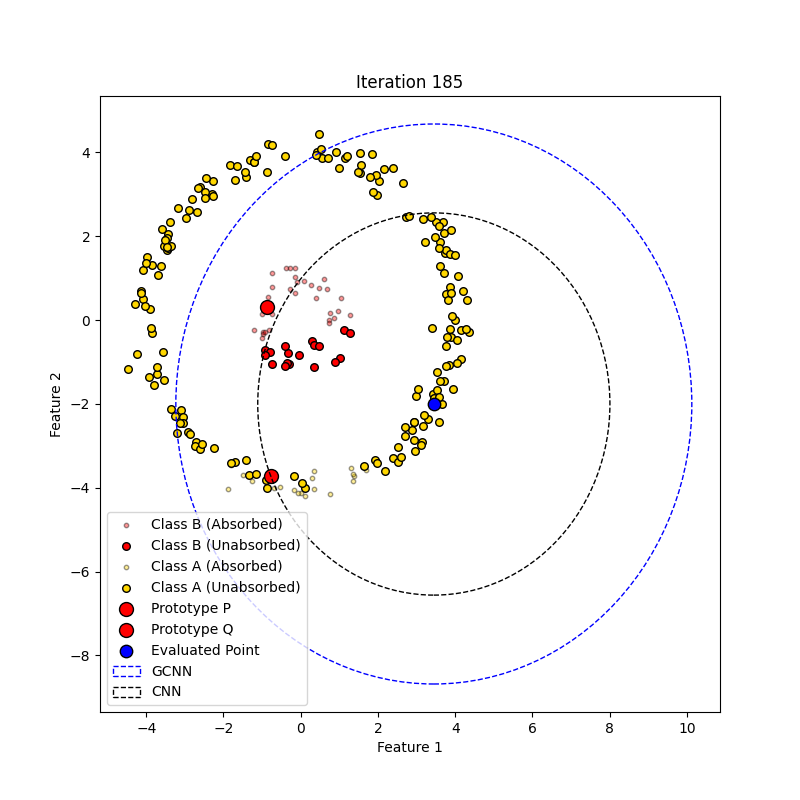 Iteration 185
4
2
0
−2
−4
−6
−8
Feature 2
Class B (Absorbed)
Class B (Unabsorbed)
Class A (Absorbed)
Class A (Unabsorbed)
Prototype P
Prototype Q
Evaluated Point
GCNN
CNN
−4 −2 0 2 4 6 8 10
Feature 1